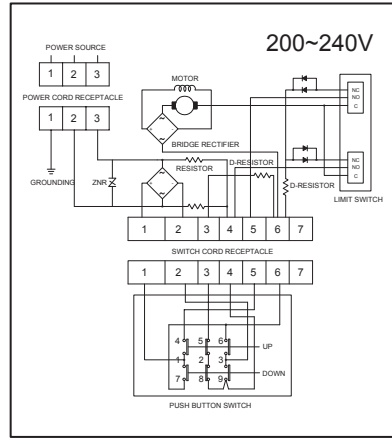 200~240V
POWER SOURCE
1 2 3
POWER CORD RECEPTACLE
1 2 3
MOTOR
BRIDGE RECTIFIER
RESISTOR
D-RESISTOR
D-RESISTOR
GROUNDING
ZNR
NC
NO
C
NC
NO
C
LIMIT SWITCH
1 2 3 4 5 6 7
SWITCH CORD RECEPTACLE
1 2 3 4 5 6 7
4 5 6
UP
1 2 3
DOWN
7 8 9
PUSH BUTTON SWITCH